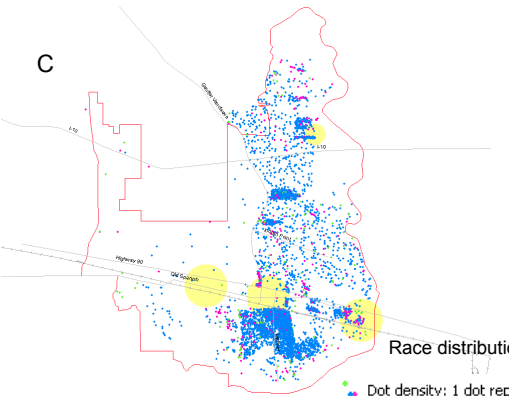 C
I-10
I-10
Highway 90
Old Spanish
Race distributio
Dot density: 1 dot rep